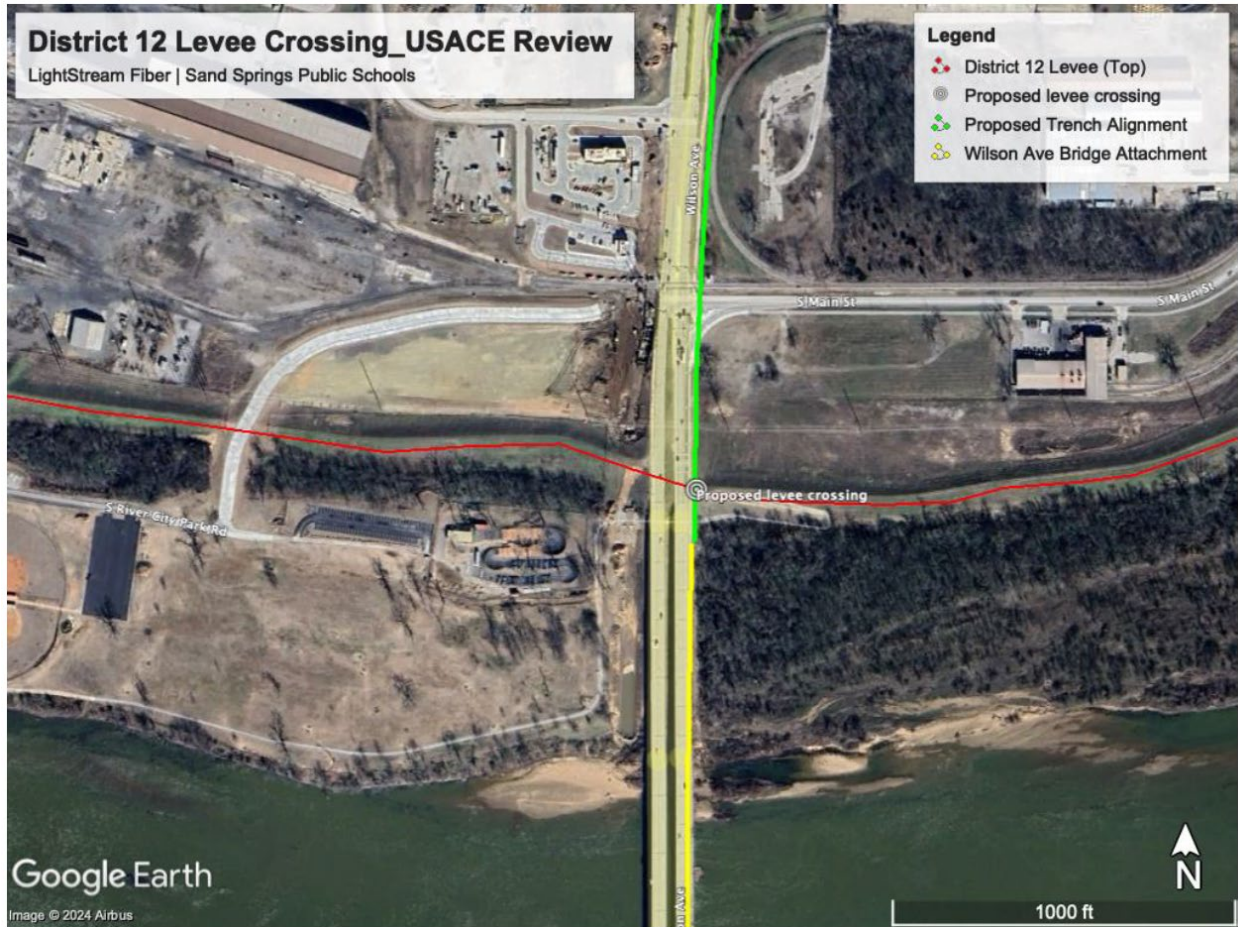 District 12 Levee Crossing_USACE Review
LightStream Fiber | Sand Springs Public Schools
Legend
District 12 Levee (Top)
Proposed levee crossing
Proposed Trench Alignment
Wilson Ave Bridge Attachment
Wilson Ave
S Main St
S Main St
Proposed levee crossing
S River City Park Rd
on Ave
Google Earth
Image © 2024 Airbus
N
1000 ft